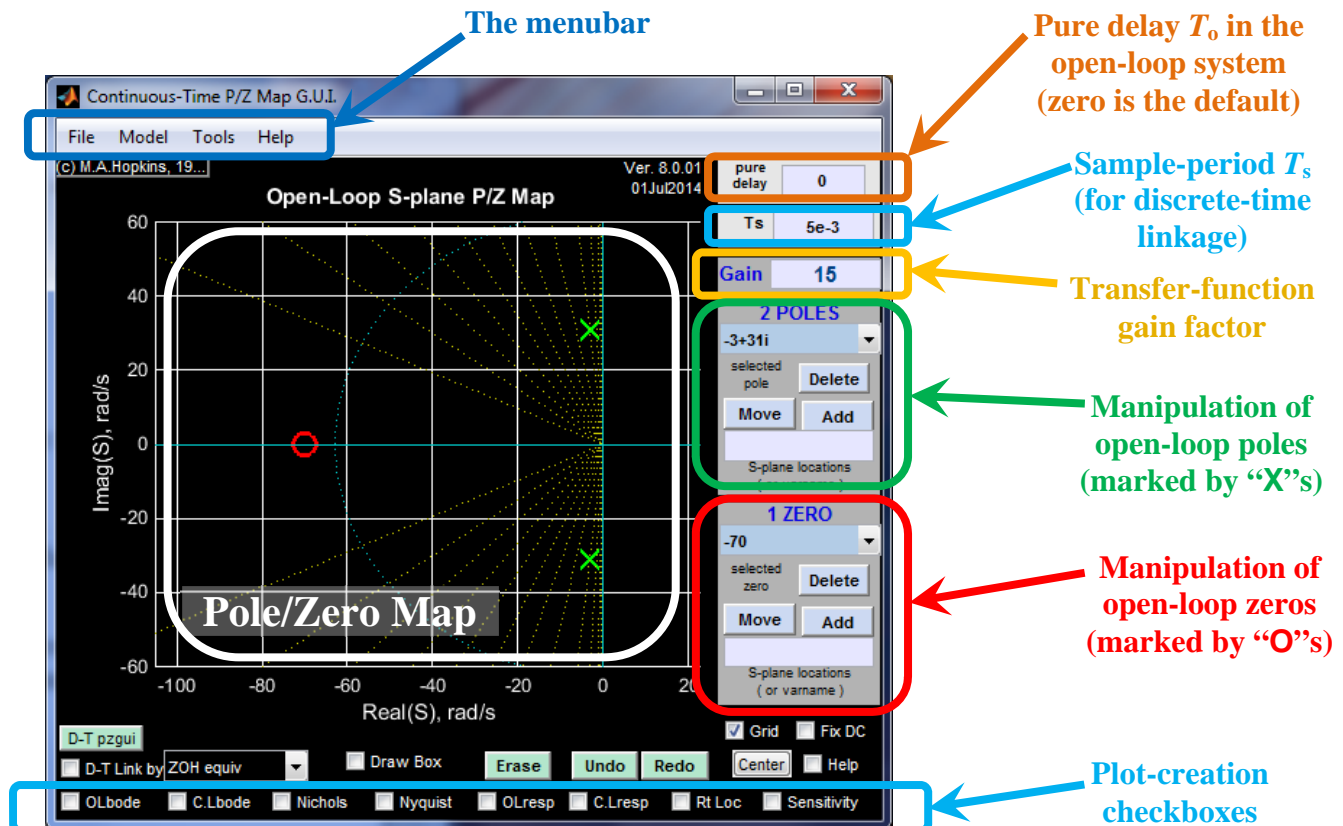 The menubar
Pure delay To in the
open-loop system
(zero is the default)
Continuous-Time P/Z Map G.U.I.
File Model Tools Help
(c) M.A.Hopkins, 19...
Ver. 8.0.01
01Jul2014
Open-Loop S-plane P/Z Map
pure
delay
0
Ts
5e-3
Sample-period Ts
(for discrete-time
linkage)
Gain
15
Transfer-function
gain factor
2 POLES
-3+31i
selected
pole
Delete
Move
Add
S-plane locations
( or varname )
Manipulation of
open-loop poles
(marked by “X”s)
1 ZERO
-70
selected
zero
Delete
Move
Add
S-plane locations
( or varname )
Manipulation of
open-loop zeros
(marked by “O”s)
60
40
20
0
-20
-40
-60
Imag(S), rad/s
Pole/Zero Map
-100 -80 -60 -40 -20 0 20
Real(S), rad/s
Grid Fix DC
D-T pzgui
D-T Link by ZOH equiv Draw Box Erase Undo Redo Center Help
OLbode C.Lbode Nichols Nyquist OLresp C.Lresp Rt Loc Sensitivity
Plot-creation
checkboxes